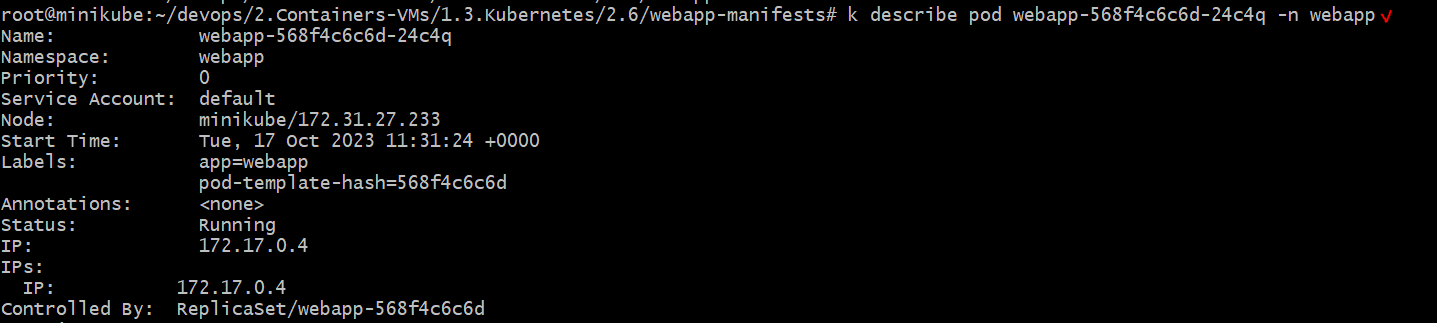 root@minikube:~/devops/2.Containers-VMs/1.3.Kubernetes/2.6/webapp-manifests# k describe pod webapp-568f4c6c6d-24c4q -n webapp
Name:             webapp-568f4c6c6d-24c4q
Namespace:        webapp
Priority:         0
Service Account:  default
Node:             minikube/172.31.27.233
Start Time:       Tue, 17 Oct 2023 11:31:24 +0000
Labels:           app=webapp
                  pod-template-hash=568f4c6c6d
Annotations:      <none>
Status:           Running
IP:               172.17.0.4
IPs:
  IP:           172.17.0.4
Controlled By:  ReplicaSet/webapp-568f4c6c6d